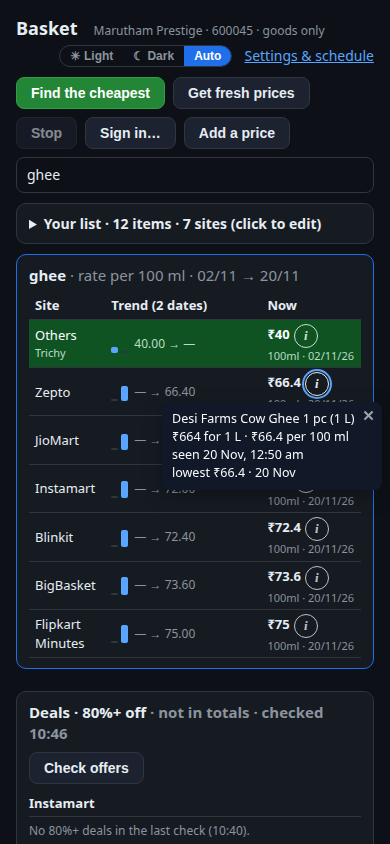 Basket Marutham Prestige · 600045 · goods only
☀ Light ☾ Dark Auto Settings & schedule
Find the cheapest Get fresh prices
Stop Sign in… Add a price
ghee
▶ Your list · 12 items · 7 sites (click to edit)
ghee · rate per 100 ml · 02/11 → 20/11
Site Trend (2 dates) Now
Others 40.00 → — ₹40 i
Trichy 100ml · 02/11/26
Zepto — → 66.40 ₹66.4 i
Desi Farms Cow Ghee 1 pc (1 L) ✕
₹664 for 1 L · ₹66.4 per 100 ml
seen 20 Nov, 12:50 am
lowest ₹66.4 · 20 Nov
JioMart — →
Instamart — →
100ml · 20/11/26
Blinkit — → 72.40 ₹72.4 i
100ml · 20/11/26
BigBasket — → 73.60 ₹73.6 i
100ml · 20/11/26
Flipkart Minutes — → 75.00 ₹75 i
100ml · 20/11/26
Deals · 80%+ off · not in totals · checked
10:46
Check offers
Instamart
No 80%+ deals in the last check (10:40).